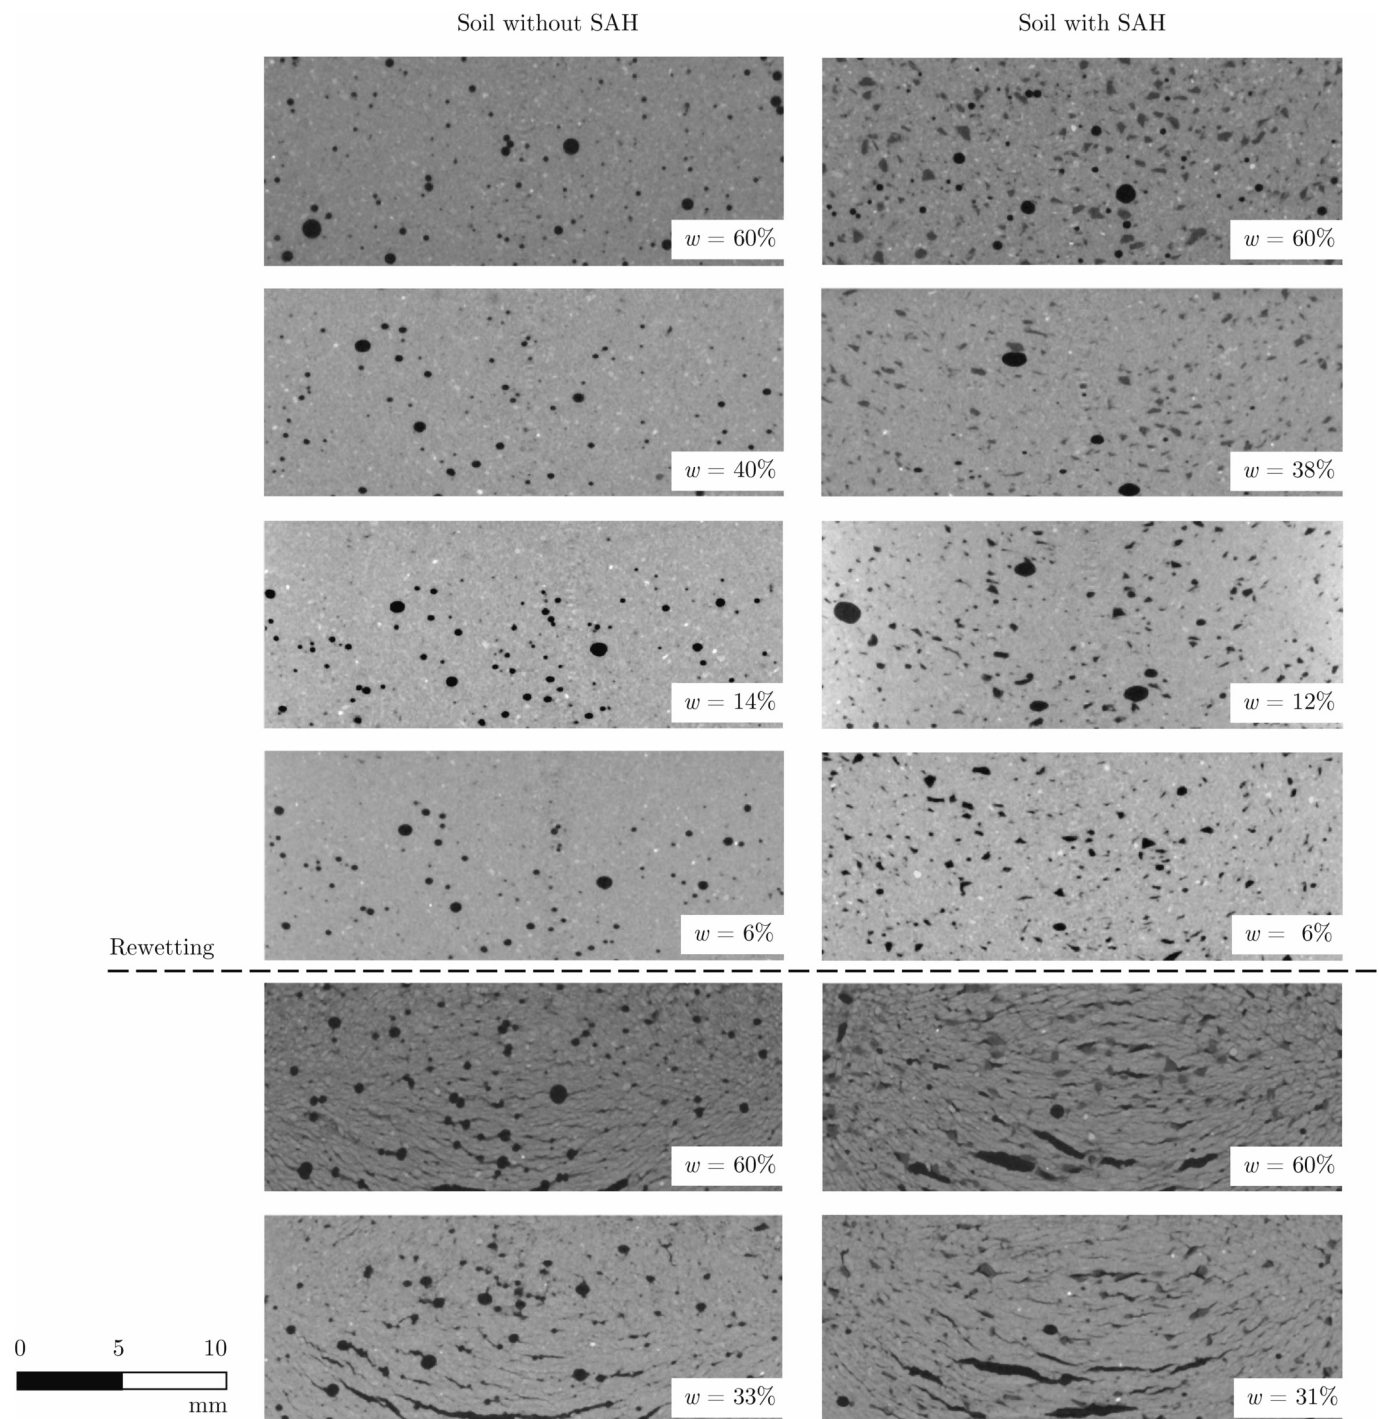 Soil without SAH
Soil with SAH
w = 60%
w = 60%
w = 40%
w = 38%
w = 14%
w = 12%
w = 6%
w = 6%
Rewetting
w = 60%
w = 60%
w = 33%
w = 31%
0 5 10
mm